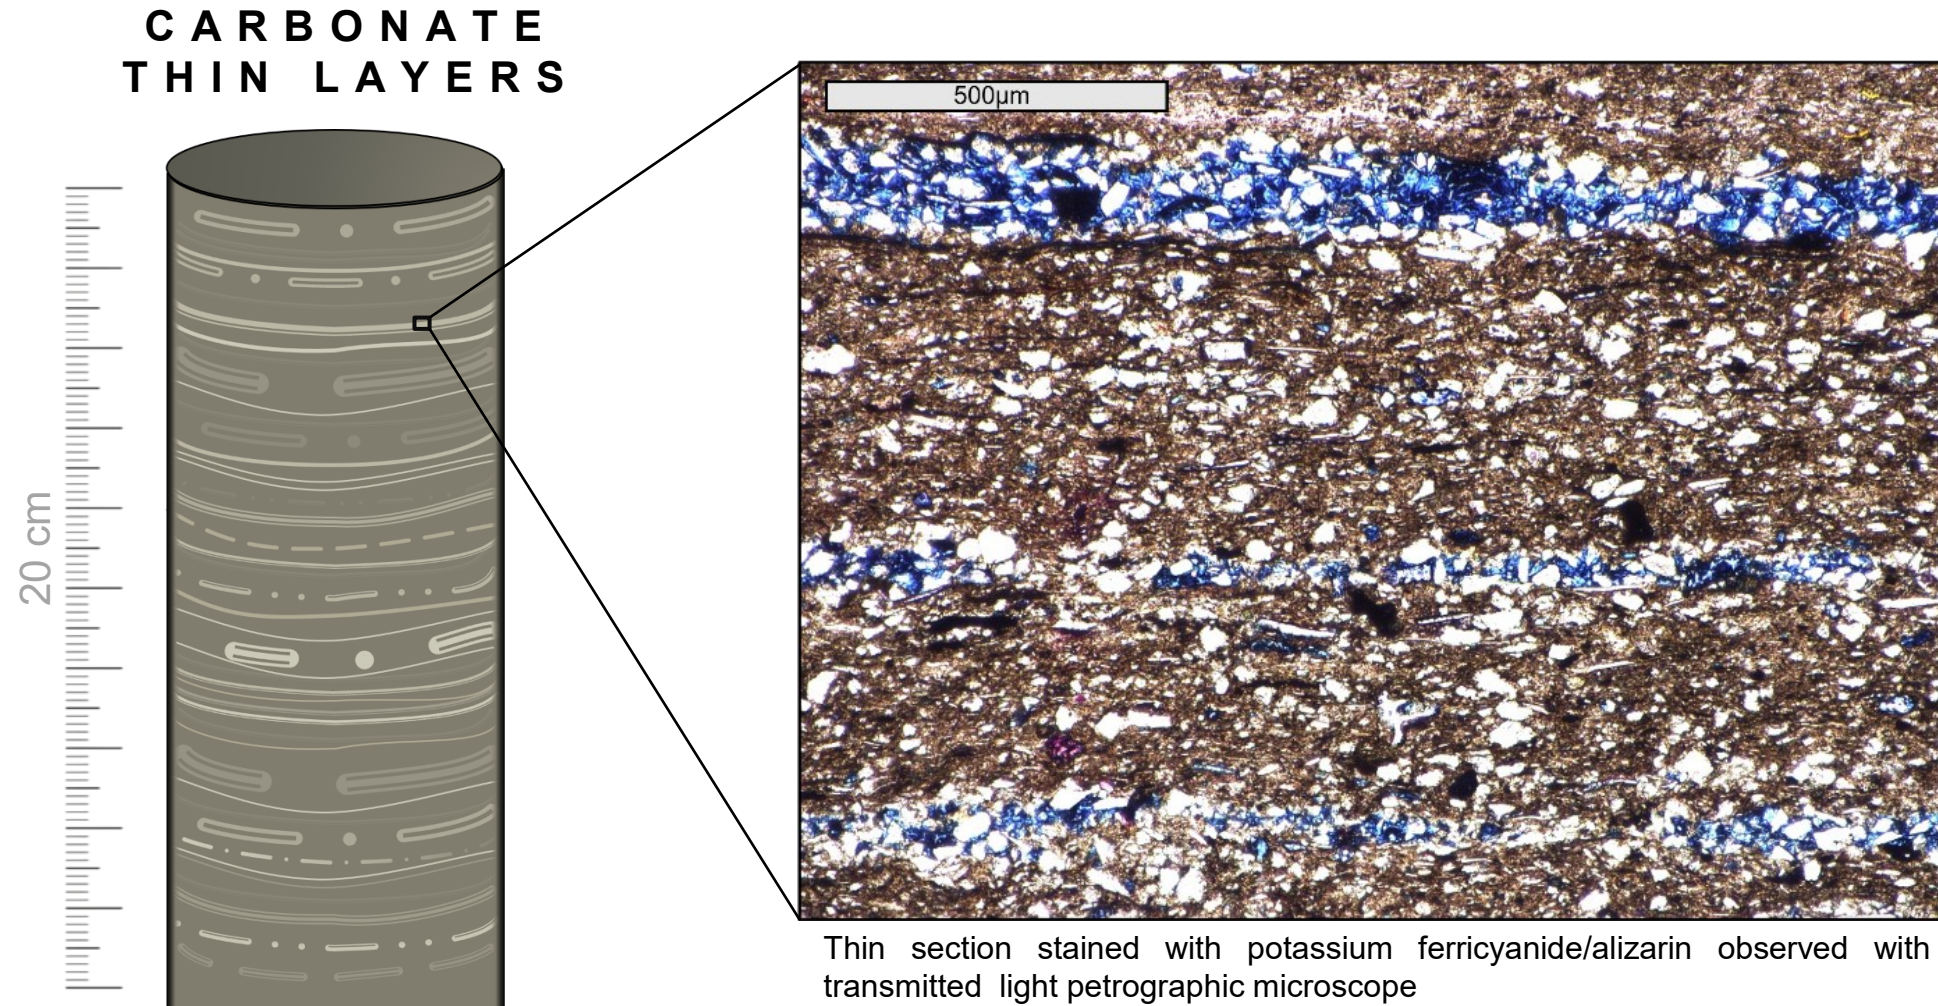 CARBONATE
THIN LAYERS
500µm
20 cm
Thin section stained with potassium ferricyanide/alizarin observed with
transmitted light petrographic microscope